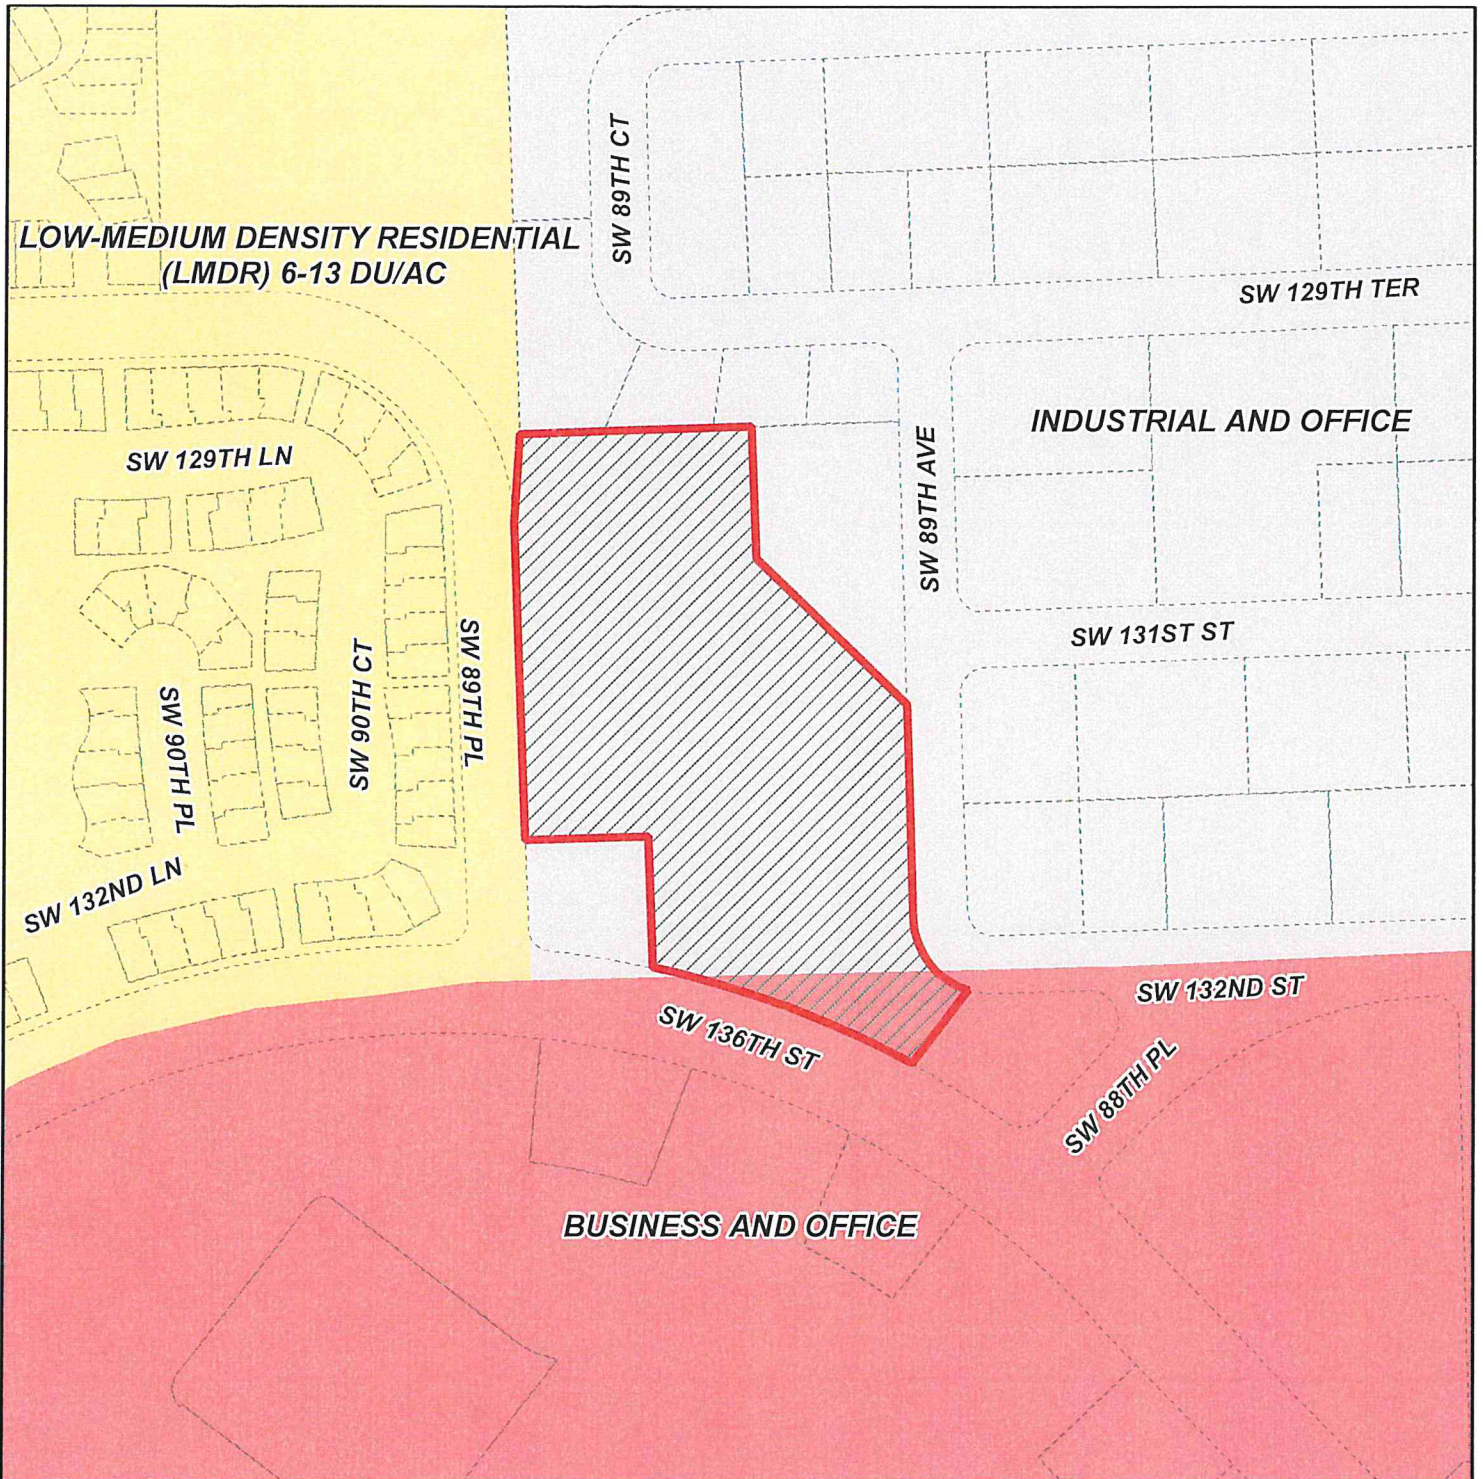 SW 89TH CT
LOW-MEDIUM DENSITY RESIDENTIAL
(LMDR) 6-13 DU/AC
SW 129TH TER
INDUSTRIAL AND OFFICE
SW 129TH LN
SW 89TH AVE
SW 131ST ST
SW 89TH PL
SW 90TH CT
SW 90TH PL
SW 132ND LN
SW 132ND ST
SW 136TH ST
SW 88TH PL
BUSINESS AND OFFICE